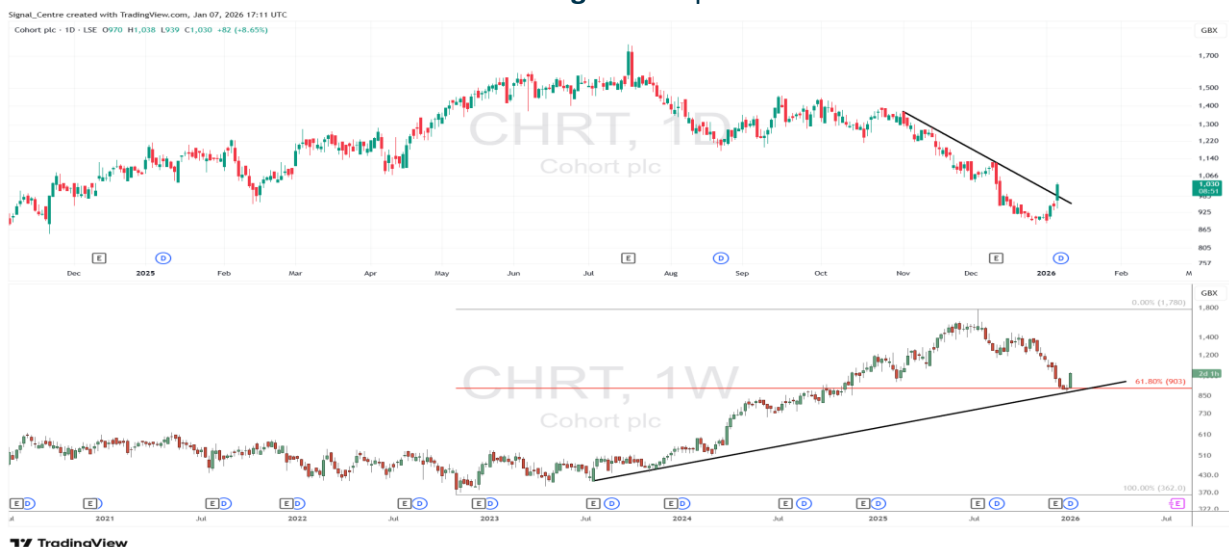 Signal_Centre created with TradingView.com, Jan 07, 2026 17:11 UTC
Cohort plc · 1D · LSE O970 H1,038 L939 C1,030 +82 (+8.65%)
GBX
1,700
1,500
1,400
1,300
1,220
1,140
1,066
1,030
08:51
925
865
805
757
CHRT, 1D
Cohort plc
E D E D E D
Dec 2025 Feb Mar Apr May Jun Jul Aug Sep Oct Nov Dec 2026 Feb M
GBX
0.00% (1,780)
1,800
1,400
1,200
2d 1h
61.80% (903)
850
730
610
510
430.0
370.0
100.00% (362.0)
322.0
CHRT, 1W
Cohort plc
E D E D E D E D E D E D E D E D E D E D E D E D E
2021 Jul 2022 Jul 2023 Jul 2024 Jul 2025 Jul 2026 Jul
TradingView